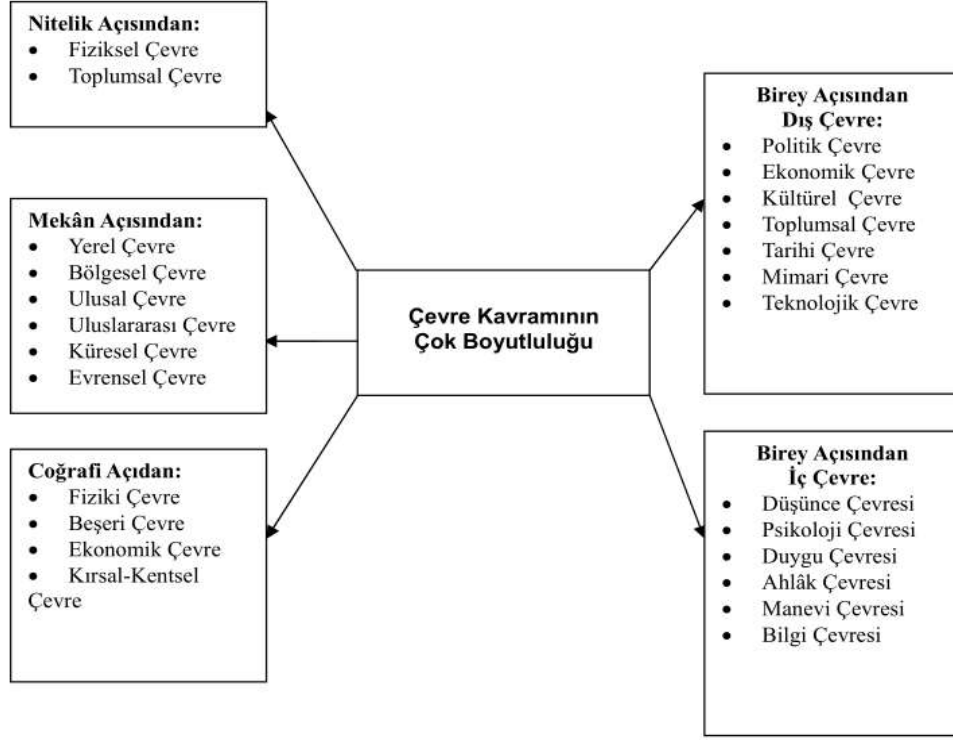 Nitelik Açısından:
• Fiziksel Çevre
• Toplumsal Çevre
Mekân Açısından:
• Yerel Çevre
• Bölgesel Çevre
• Ulusal Çevre
• Uluslararası Çevre
• Küresel Çevre
• Evrensel Çevre
Coğrafi Açıdan:
• Fiziki Çevre
• Beşeri Çevre
• Ekonomik Çevre
• Kırsal-Kentsel
Çevre
Çevre Kavramının
Çok Boyutluluğu
Birey Açısından
Dış Çevre:
• Politik Çevre
• Ekonomik Çevre
• Kültürel Çevre
• Toplumsal Çevre
• Tarihi Çevre
• Mimari Çevre
• Teknolojik Çevre
Birey Açısından
İç Çevre:
• Düşünce Çevresi
• Psikoloji Çevresi
• Duygu Çevresi
• Ahlâk Çevresi
• Manevi Çevresi
• Bilgi Çevresi